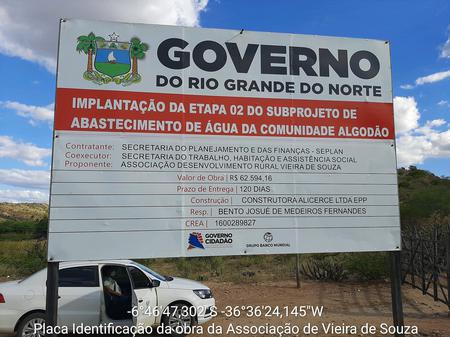 GOVERNO
DO RIO GRANDE DO NORTE
IMPLANTAÇÃO DA ETAPA 02 DO SUBPROJETO DE
ABASTECIMENTO DE ÁGUA DA COMUNIDADE ALGODÃO
Contratante: SECRETARIA DO PLANEJAMENTO E DAS FINANÇAS - SEPLAN
Coexecutor: SECRETARIA DO TRABALHO, HABITAÇÃO E ASSISTÊNCIA SOCIAL
Proponente: ASSOCIAÇÃO DESENVOLVIMENTO RURAL VIEIRA DE SOUZA
Valor de Obra | R$ 62.594,16
Prazo de Entrega | 120 DIAS
Construção | CONSTRUTORA ALICERCE LTDA EPP
Resp. | BENTO JOSUÉ DE MEDEIROS FERNANDES
CREA | 1600289827
GOVERNO CIDADÃO
GRUPO BANCO MUNDIAL
-6°46'47,302"S -36°36'24,145"W
Placa Identificação da obra da Associação de Vieira de Souza